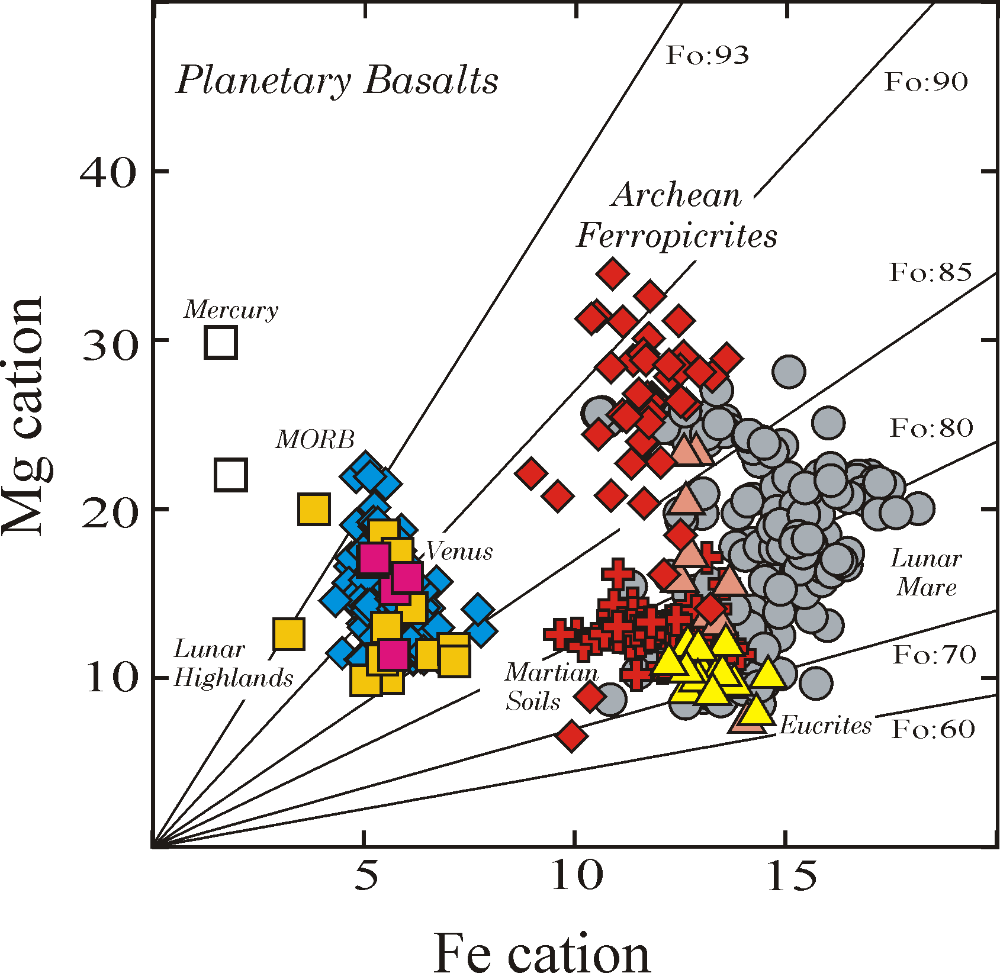 Planetary Basalts
Fo:93
Fo:90
40
Archean
Ferropicrites
Fo:85
Mercury
30
MORB
Fo:80
20
Venus
Lunar
Mare
Lunar
Highlands
Martian
Soils
Fo:70
10
Eucrites
Fo:60
5
10
15
Mg cation
Fe cation